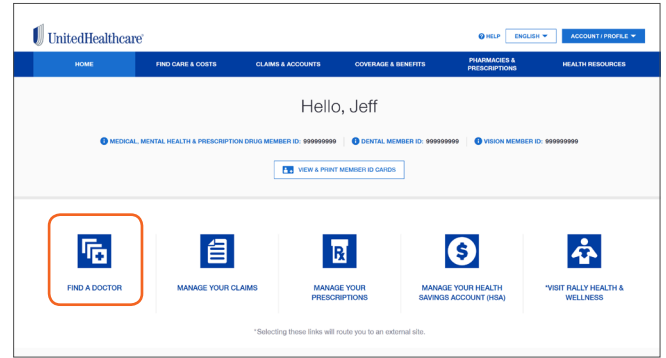 UnitedHealthcare®
HELP
ENGLISH
ACCOUNT / PROFILE
HOME
FIND CARE & COSTS
CLAIMS & ACCOUNTS
COVERAGE & BENEFITS
PHARMACIES &
PRESCRIPTIONS
HEALTH RESOURCES
Hello, Jeff
MEDICAL, MENTAL HEALTH & PRESCRIPTION DRUG MEMBER ID: 999999999
DENTAL MEMBER ID: 999999999
VISION MEMBER ID: 999999999
VIEW & PRINT MEMBER ID CARDS
Rx
$
FIND A DOCTOR
MANAGE YOUR CLAIMS
MANAGE YOUR
PRESCRIPTIONS
MANAGE YOUR HEALTH
SAVINGS ACCOUNT (HSA)
*VISIT RALLY HEALTH &
WELLNESS
*Selecting these links will route you to an external site.